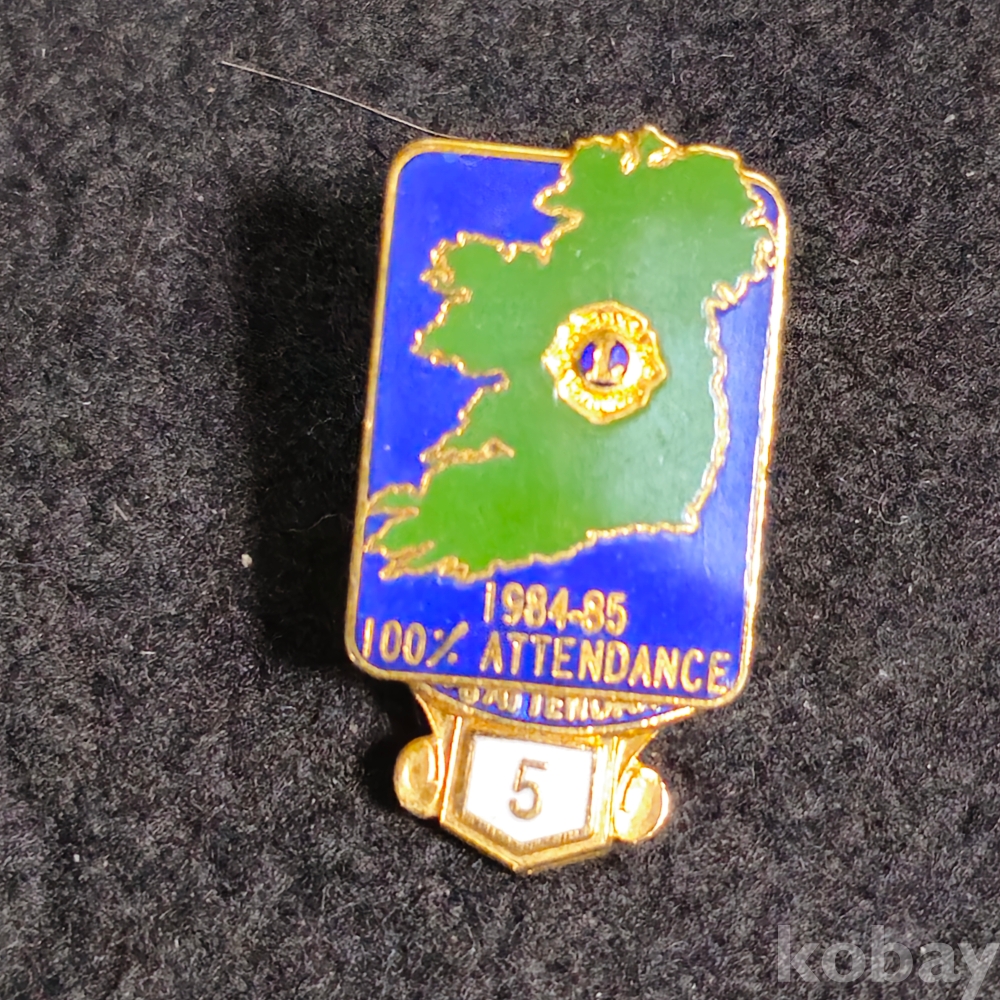 L
1984-85
100% ATTENDANCE
5
kobay